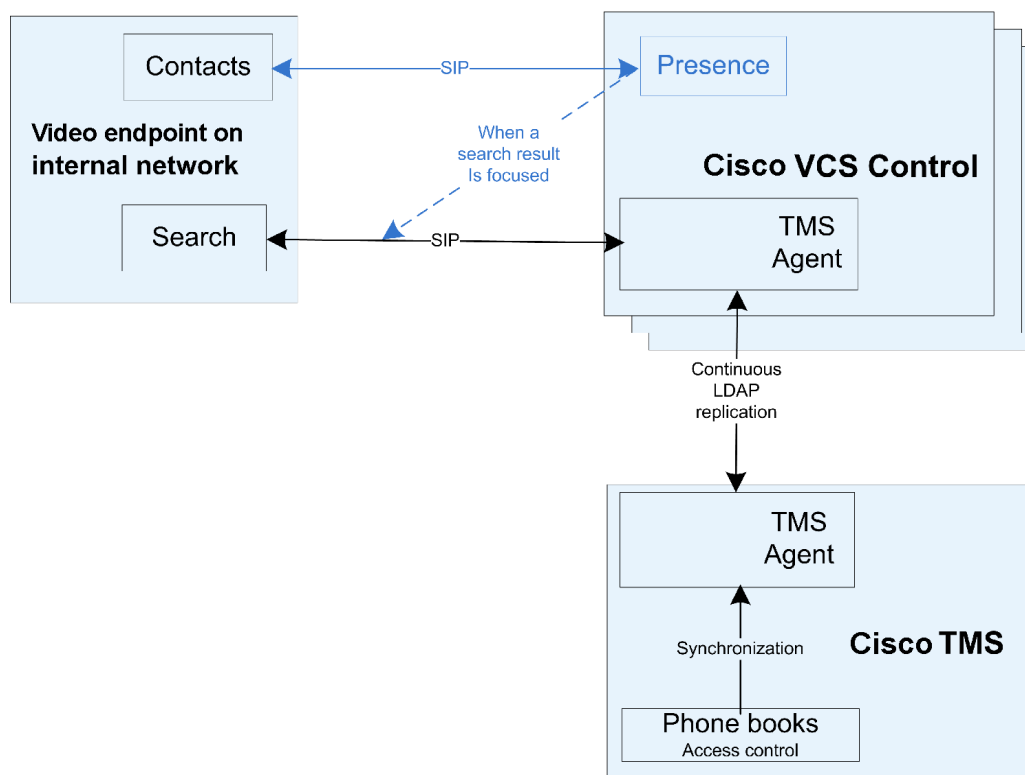 Contacts
SIP
Presence
Video endpoint on
internal network
When a
search result
Is focused
Cisco VCS Control
Search
SIP
TMS
Agent
Continuous
LDAP
replication
TMS
Agent
Synchronization
Cisco TMS
Phone books
Access control